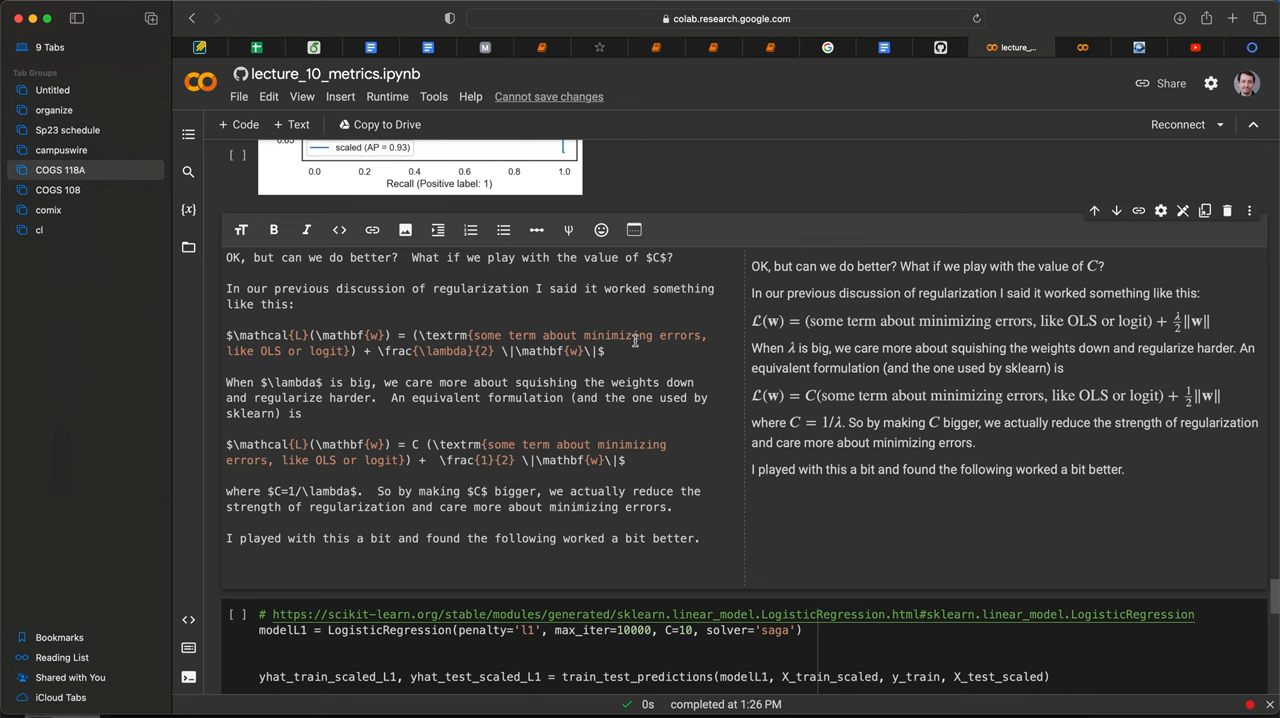 colab.research.google.com
9 Tabs
Tab Groups
Untitled
organize
Sp23 schedule
campuswire
COGS 118A
COGS 108
comix
cl
Bookmarks
Reading List
Shared with You
iCloud Tabs
lecture_...
lecture_10_metrics.ipynb
File Edit View Insert Runtime Tools Help Cannot save changes
Share
+ Code + Text Copy to Drive
Reconnect
[ ]
scaled (AP = 0.93)
0.0 0.2 0.4 0.6 0.8 1.0
Recall (Positive label: 1)
OK, but can we do better?  What if we play with the value of $C$?
In our previous discussion of regularization I said it worked something
like this:
$\mathcal{L}(\mathbf{w}) = (\textrm{some term about minimizing errors,
like OLS or logit}) + \frac{\lambda}{2} \|\mathbf{w}\|$
When $\lambda$ is big, we care more about squishing the weights down
and regularize harder.  An equivalent formulation (and the one used by
sklearn) is
$\mathcal{L}(\mathbf{w}) = C (\textrm{some term about minimizing
errors, like OLS or logit}) +  \frac{1}{2} \|\mathbf{w}\|$
where $C=1/\lambda$.  So by making $C$ bigger, we actually reduce the
strength of regularization and care more about minimizing errors.
I played with this a bit and found the following worked a bit better.
OK, but can we do better? What if we play with the value of C?
In our previous discussion of regularization I said it worked something like this:
ℒ(w) = (some term about minimizing errors, like OLS or logit) + λ/2 ‖w‖
When λ is big, we care more about squishing the weights down and regularize harder. An
equivalent formulation (and the one used by sklearn) is
ℒ(w) = C(some term about minimizing errors, like OLS or logit) + 1/2 ‖w‖
where C = 1/λ. So by making C bigger, we actually reduce the strength of regularization
and care more about minimizing errors.
I played with this a bit and found the following worked a bit better.
[ ] # https://scikit-learn.org/stable/modules/generated/sklearn.linear_model.LogisticRegression.html#sklearn.linear_model.LogisticRegression
modelL1 = LogisticRegression(penalty='l1', max_iter=10000, C=10, solver='saga')
yhat_train_scaled_L1, yhat_test_scaled_L1 = train_test_predictions(modelL1, X_train_scaled, y_train, X_test_scaled)
0s completed at 1:26 PM